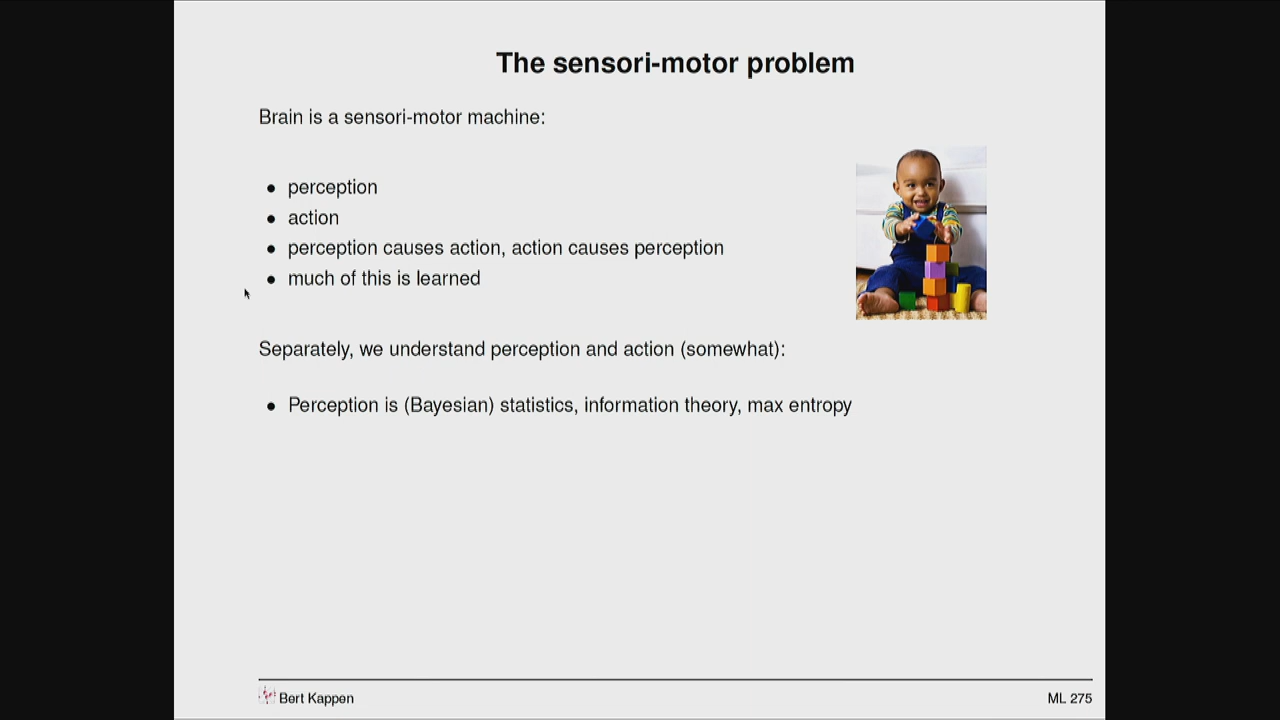 The sensori-motor problem
Brain is a sensori-motor machine:
● perception
● action
● perception causes action, action causes perception
● much of this is learned
Separately, we understand perception and action (somewhat):
● Perception is (Bayesian) statistics, information theory, max entropy
Bert Kappen
ML 275